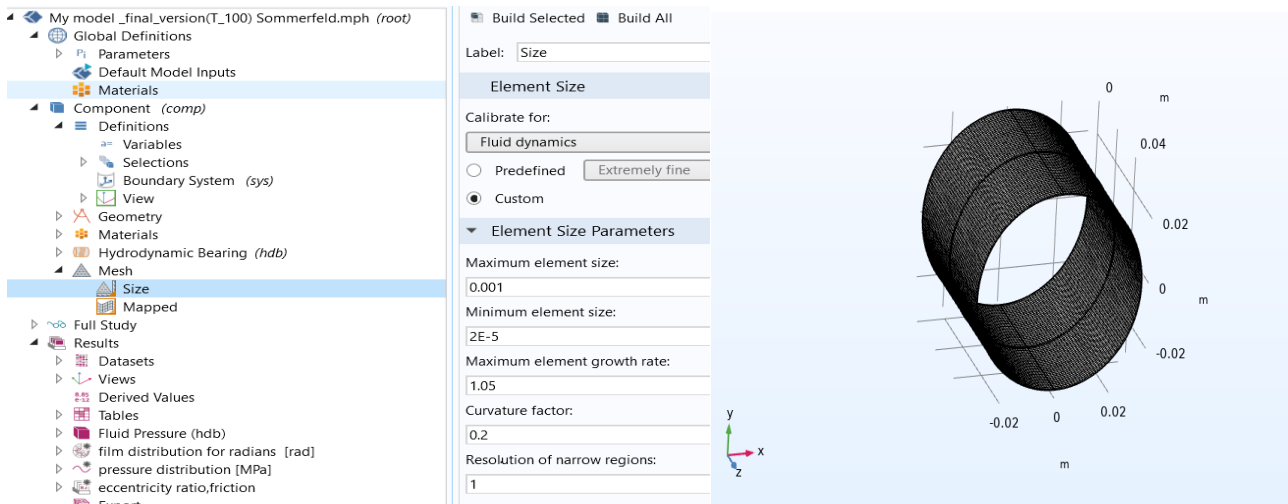 My model _final_version(T_100) Sommerfeld.mph (root)
Global Definitions
Pi Parameters
Default Model Inputs
Materials
Component (comp)
Definitions
a= Variables
Selections
Boundary System (sys)
View
Geometry
Materials
Hydrodynamic Bearing (hdb)
Mesh
Size
Mapped
Full Study
Results
Datasets
Views
8.85
e-12
Derived Values
Tables
Fluid Pressure (hdb)
film distribution for radians [rad]
pressure distribution [MPa]
eccentricity ratio,friction
Build Selected Build All
Label: Size
Element Size
Calibrate for:
Fluid dynamics
Predefined Extremely fine
Custom
Element Size Parameters
Maximum element size:
0.001
Minimum element size:
2E-5
Maximum element growth rate:
1.05
Curvature factor:
0.2
Resolution of narrow regions:
1
0
m
0.04
0.02
0
m
-0.02
-0.02 0 0.02
m
y
x
z